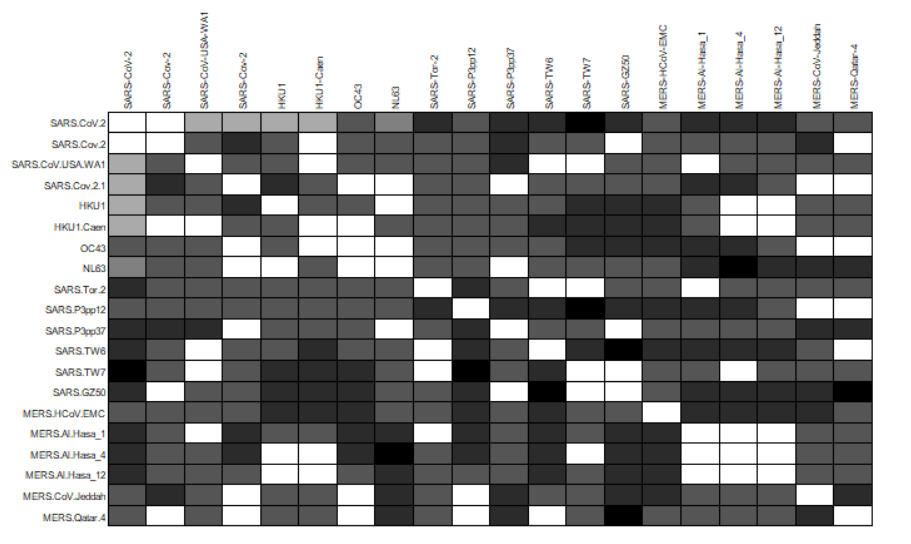 SARS-CoV-2
SARS-Cov-2
SARS-CoV-USA-WA1
SARS-Cov-2
HKU1
HKU1-Caen
OC43
NL63
SARS-Tor-2
SARS-P3pp12
SARS-P3pp37
SARS-TW6
SARS-TW7
SARS-GZ50
MERS-HCoV-EMC
MERS-Al-Hasa_1
MERS-Al-Hasa_4
MERS-Al-Hasa_12
MERS-CoV-Jeddah
MERS-Qatar-4
SARS.CoV.2
SARS.Cov.2
SARS.CoV.USA.WA1
SARS.Cov.2.1
HKU1
HKU1.Caen
OC43
NL63
SARS.Tor.2
SARS.P3pp12
SARS.P3pp37
SARS.TW6
SARS.TW7
SARS.GZ50
MERS.HCoV.EMC
MERS.Al.Hasa_1
MERS.Al.Hasa_4
MERS.Al.Hasa_12
MERS.CoV.Jeddah
MERS.Qatar.4